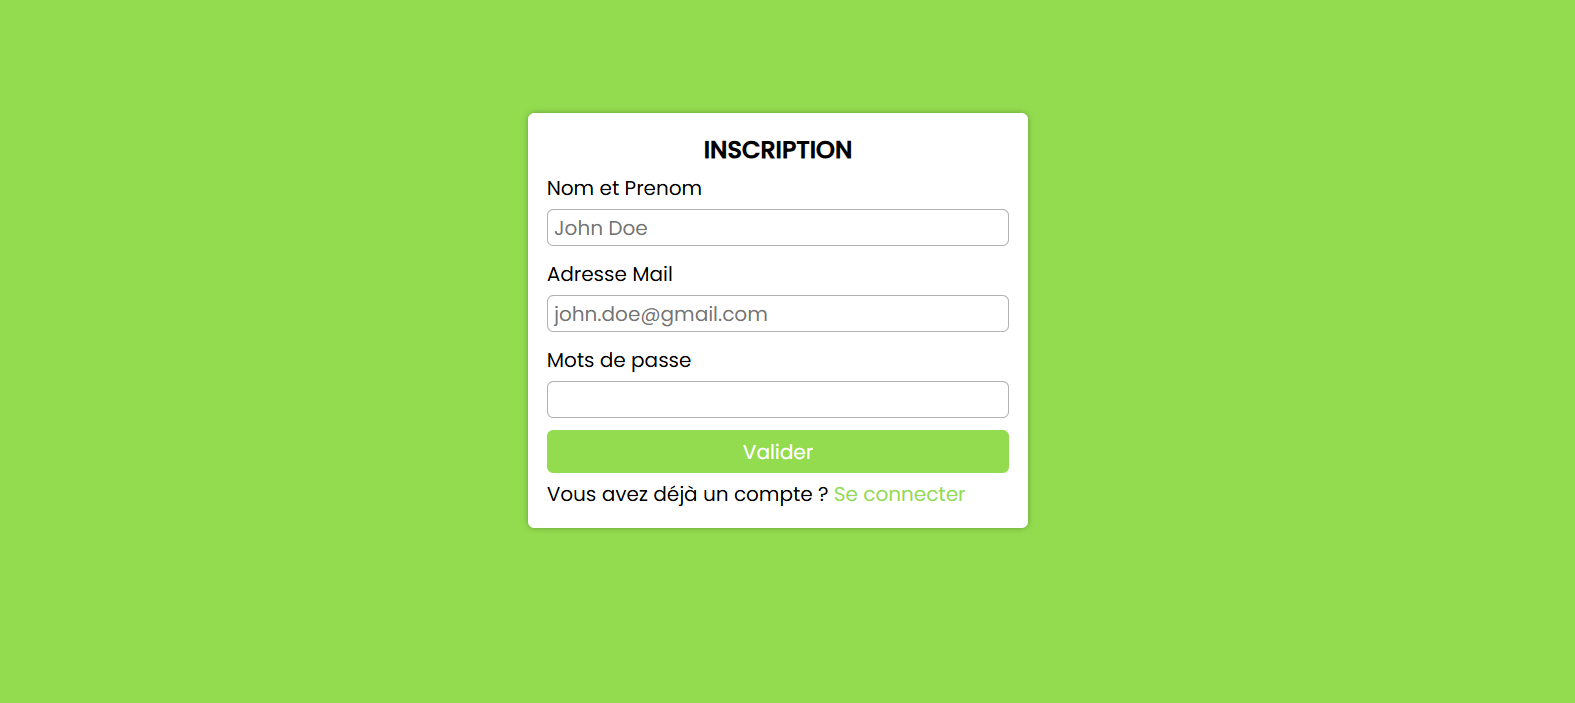 INSCRIPTION
Nom et Prenom
John Doe
Adresse Mail
john.doe@gmail.com
Mots de passe
Valider
Vous avez déjà un compte ? Se connecter